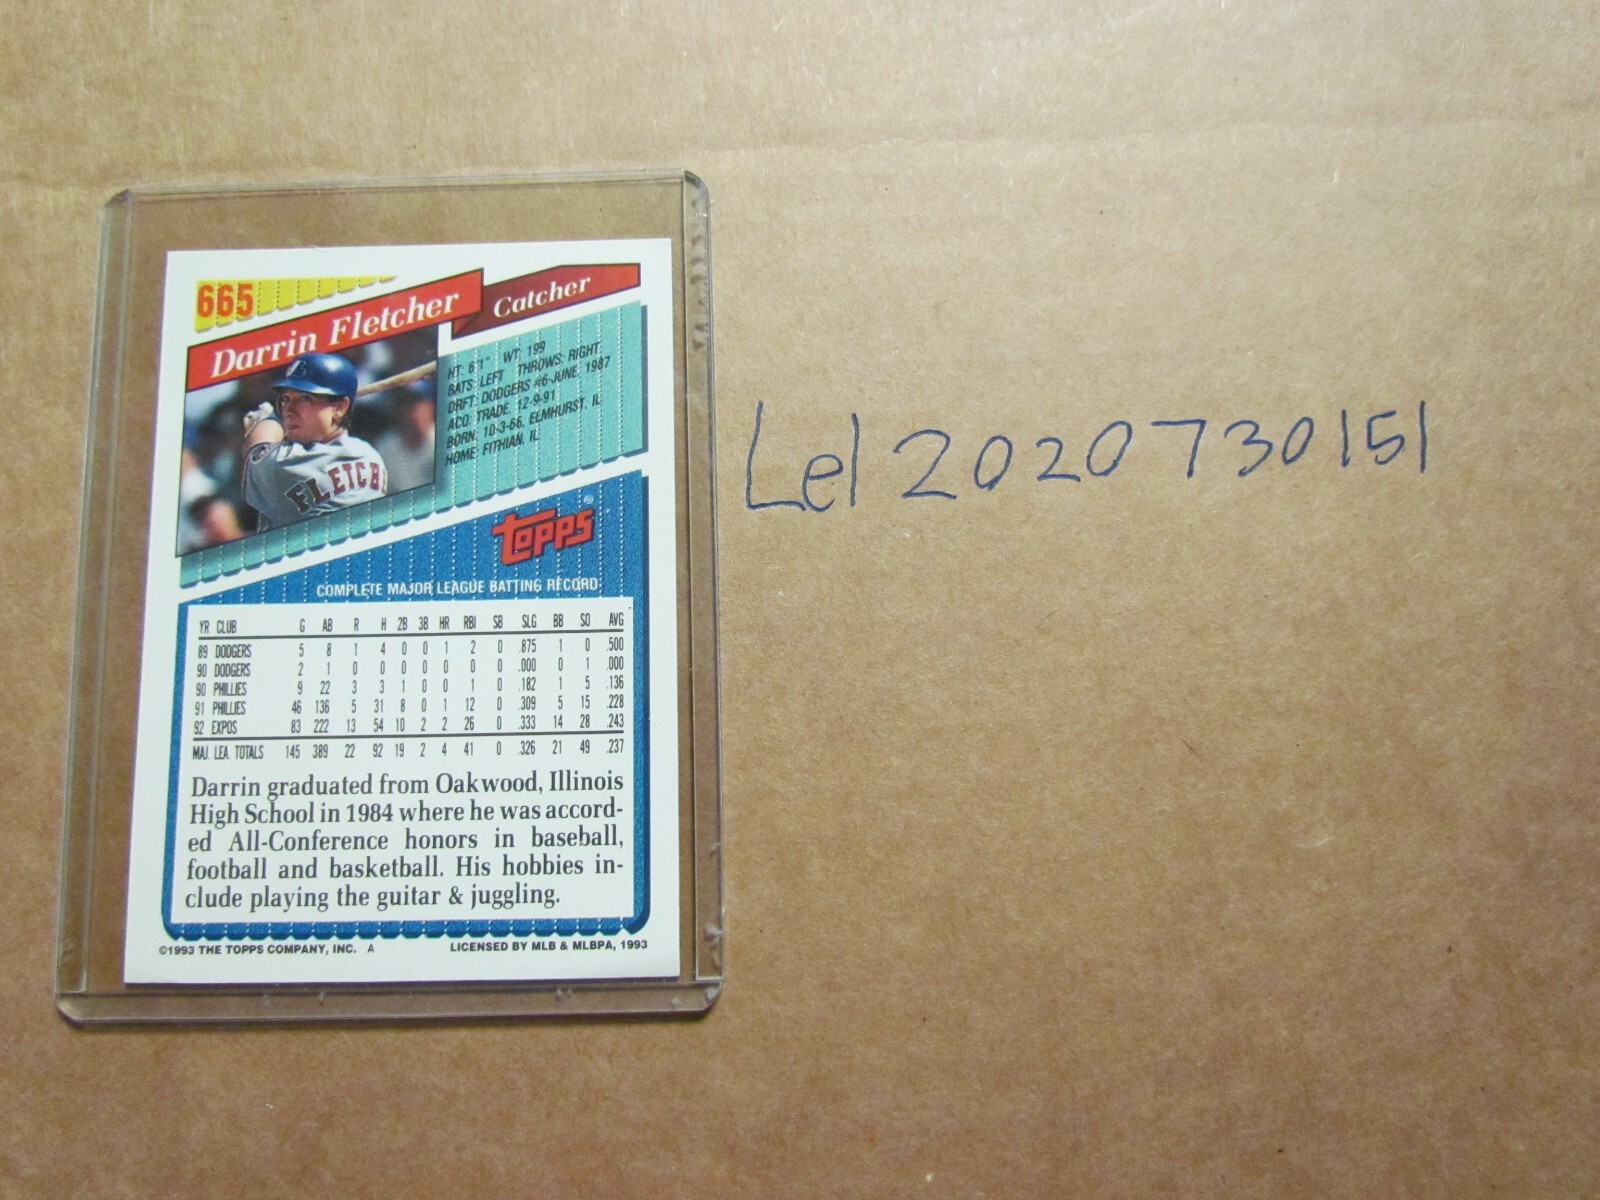 665
Darrin Fletcher
Catcher
HT: 6'1" WT: 199
BATS: LEFT THROWS: RIGHT
DRFT: DODGERS #6-JUNE, 1987
ACQ: TRADE, 12-9-91
BORN: 10-3-66, ELMHURST, IL
HOME: FITHIAN, IL
FLETCH
Topps®
COMPLETE MAJOR LEAGUE BATTING RECORD
YR CLUB G AB R H 2B 3B HR RBI SB SLG BB SO AVG
89 DODGERS 5 8 1 4 0 0 1 2 0 .875 1 0 .500
90 DODGERS 2 1 0 0 0 0 0 0 0 .000 0 1 .000
90 PHILLIES 9 22 3 3 1 0 0 1 0 .182 1 5 .136
91 PHILLIES 46 136 5 31 8 0 1 12 0 .309 5 15 .228
92 EXPOS 83 222 13 54 10 2 2 26 0 .333 14 28 .243
MAJ. LEA. TOTALS 145 389 22 92 19 2 4 41 0 .326 21 49 .237
Darrin graduated from Oakwood, Illinois
High School in 1984 where he was accord-
ed All-Conference honors in baseball,
football and basketball. His hobbies in-
clude playing the guitar & juggling.
©1993 THE TOPPS COMPANY, INC. A
LICENSED BY MLB & MLBPA, 1993
Lel 2020730151